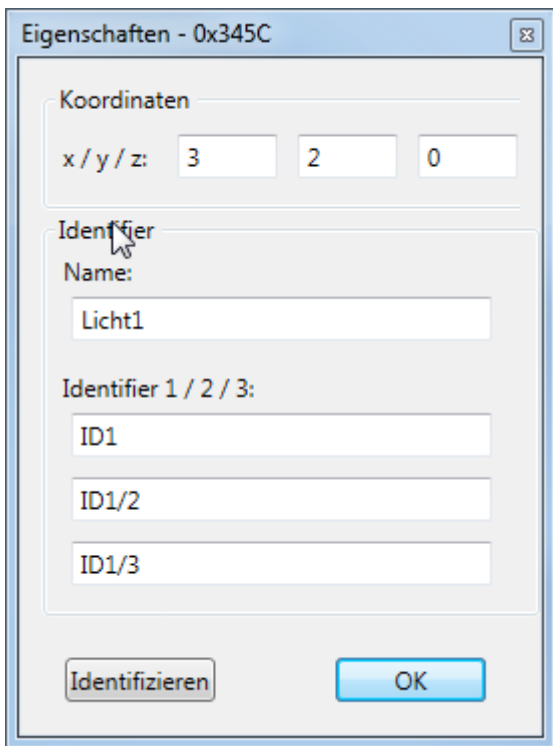 Eigenschaften - 0x345C
Koordinaten
x / y / z: 3 2 0
Identifier
Name:
Licht1
Identifier 1 / 2 / 3:
ID1
ID1/2
ID1/3
Identifizieren OK